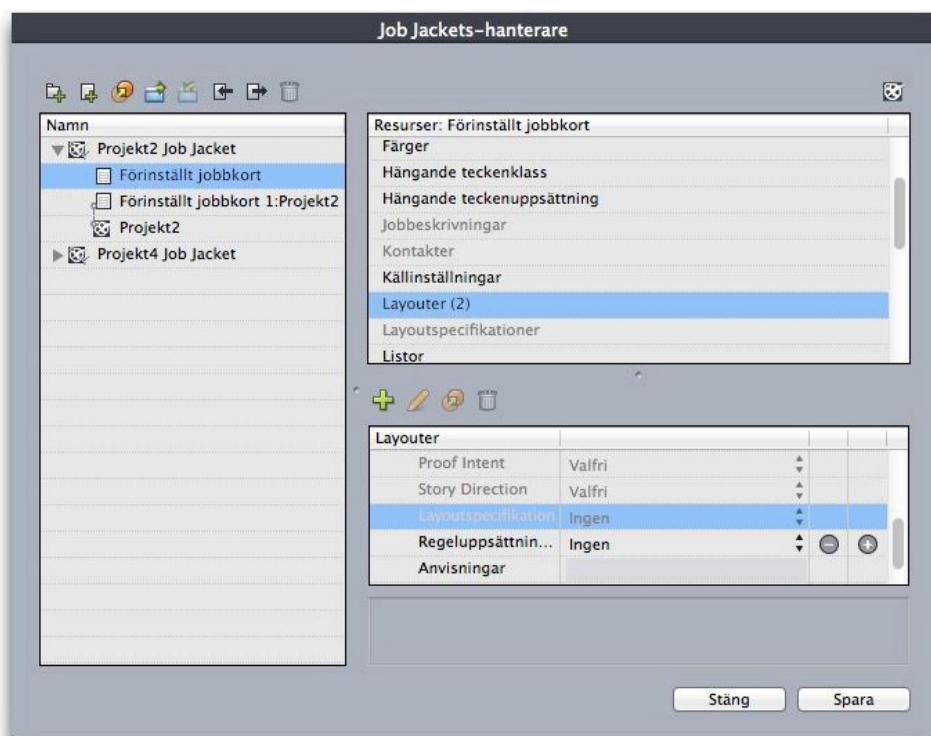 Job Jackets-hanterare
Namn
Projekt2 Job Jacket
Förinställt jobbkort
Förinställt jobbkort 1:Projekt2
Projekt2
Projekt4 Job Jacket
Resurser: Förinställt jobbkort
Färger
Hängande teckenklass
Hängande teckenuppsättning
Jobbeskrivningar
Kontakter
Källinställningar
Layouter (2)
Layoutspecifikationer
Listor
Layouter
Proof Intent Valfri
Story Direction Valfri
Layoutspecifikation Ingen
Regeluppsättnin... Ingen
Anvisningar
Stäng Spara